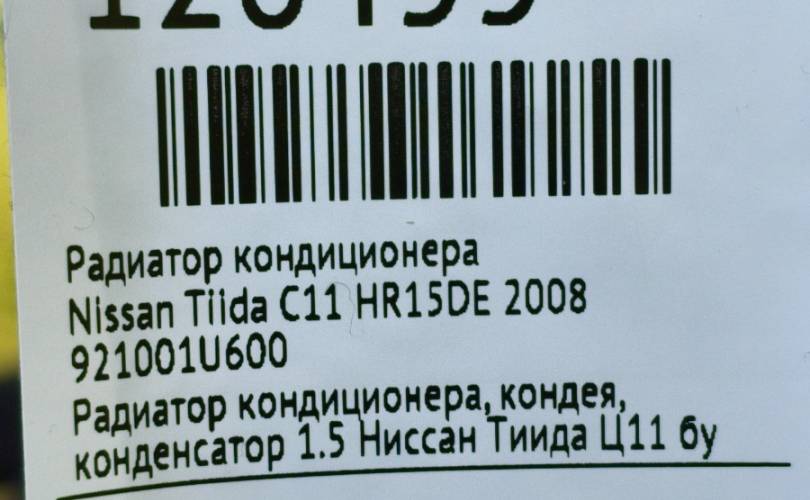 Радиатор кондиционера
Nissan Tiida C11 HR15DE 2008
921001U600
Радиатор кондиционера, кондея,
конденсатор 1.5 Ниссан Тиида Ц11 бу